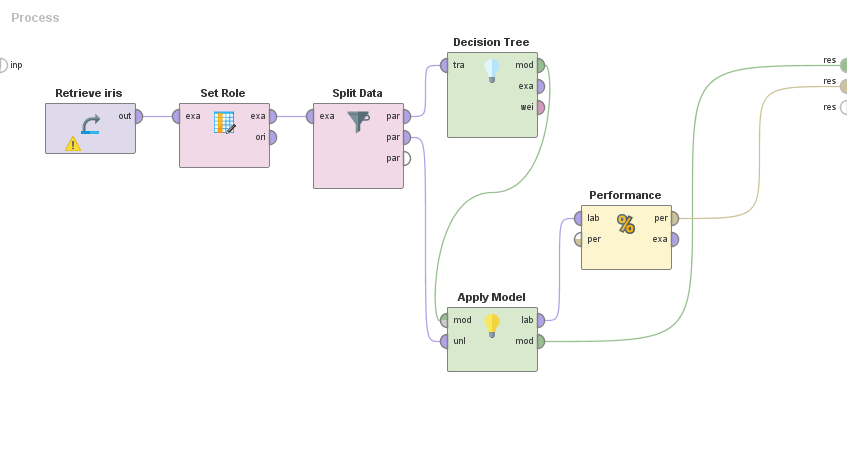 Process
inp
Retrieve iris
out
Set Role
exa
exa
ori
Split Data
exa
par
par
par
Decision Tree
tra
mod
exa
wei
Apply Model
mod
unl
lab
mod
Performance
lab
per
per
exa
%
res
res
res